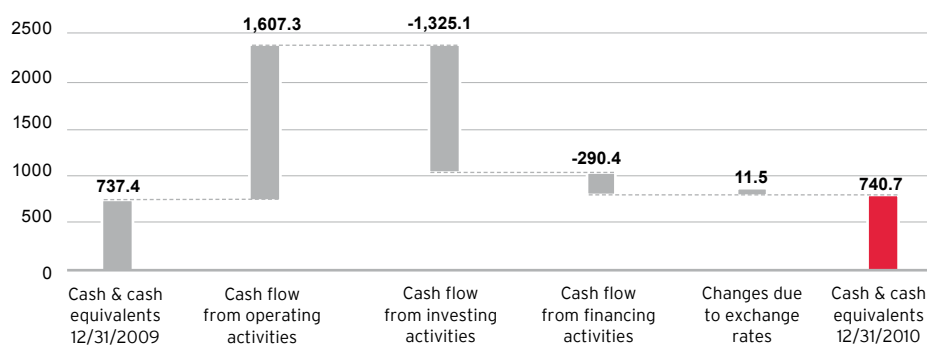 1,607.3
-1,325.1
2500
2000
1500
-290.4
1000
737.4
11.5
740.7
500
0
Cash & cash
equivalents
12/31/2009
Cash flow
from operating
activities
Cash flow
from investing
activities
Cash flow
from financing
activities
Changes due
to exchange
rates
Cash & cash
equivalents
12/31/2010